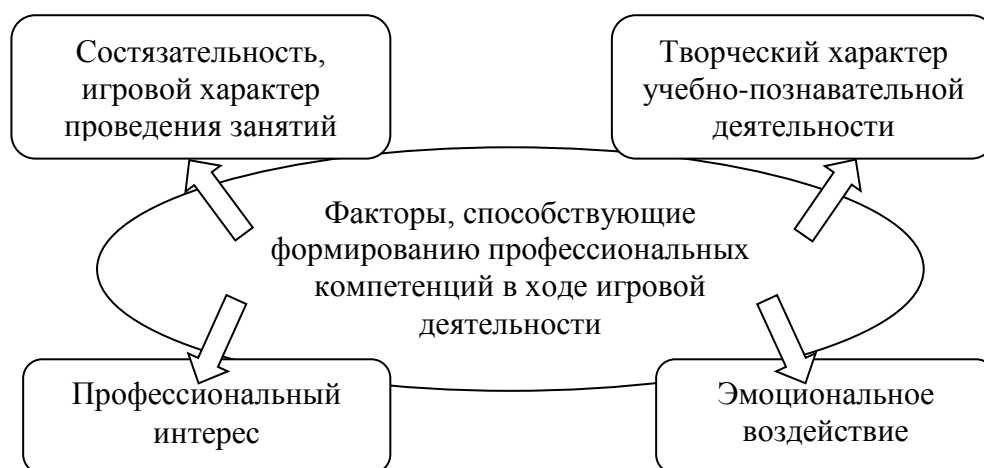 Состязательность,
игровой характер
проведения занятий
Творческий характер
учебно-познавательной
деятельности
Факторы, способствующие
формированию профессиональных
компетенций в ходе игровой
деятельности
Профессиональный
интерес
Эмоциональное
воздействие